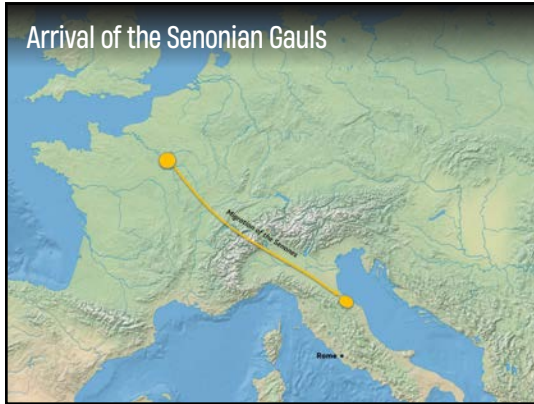 Arrival of the Senonian Gauls
Migration of the Senones
Rome